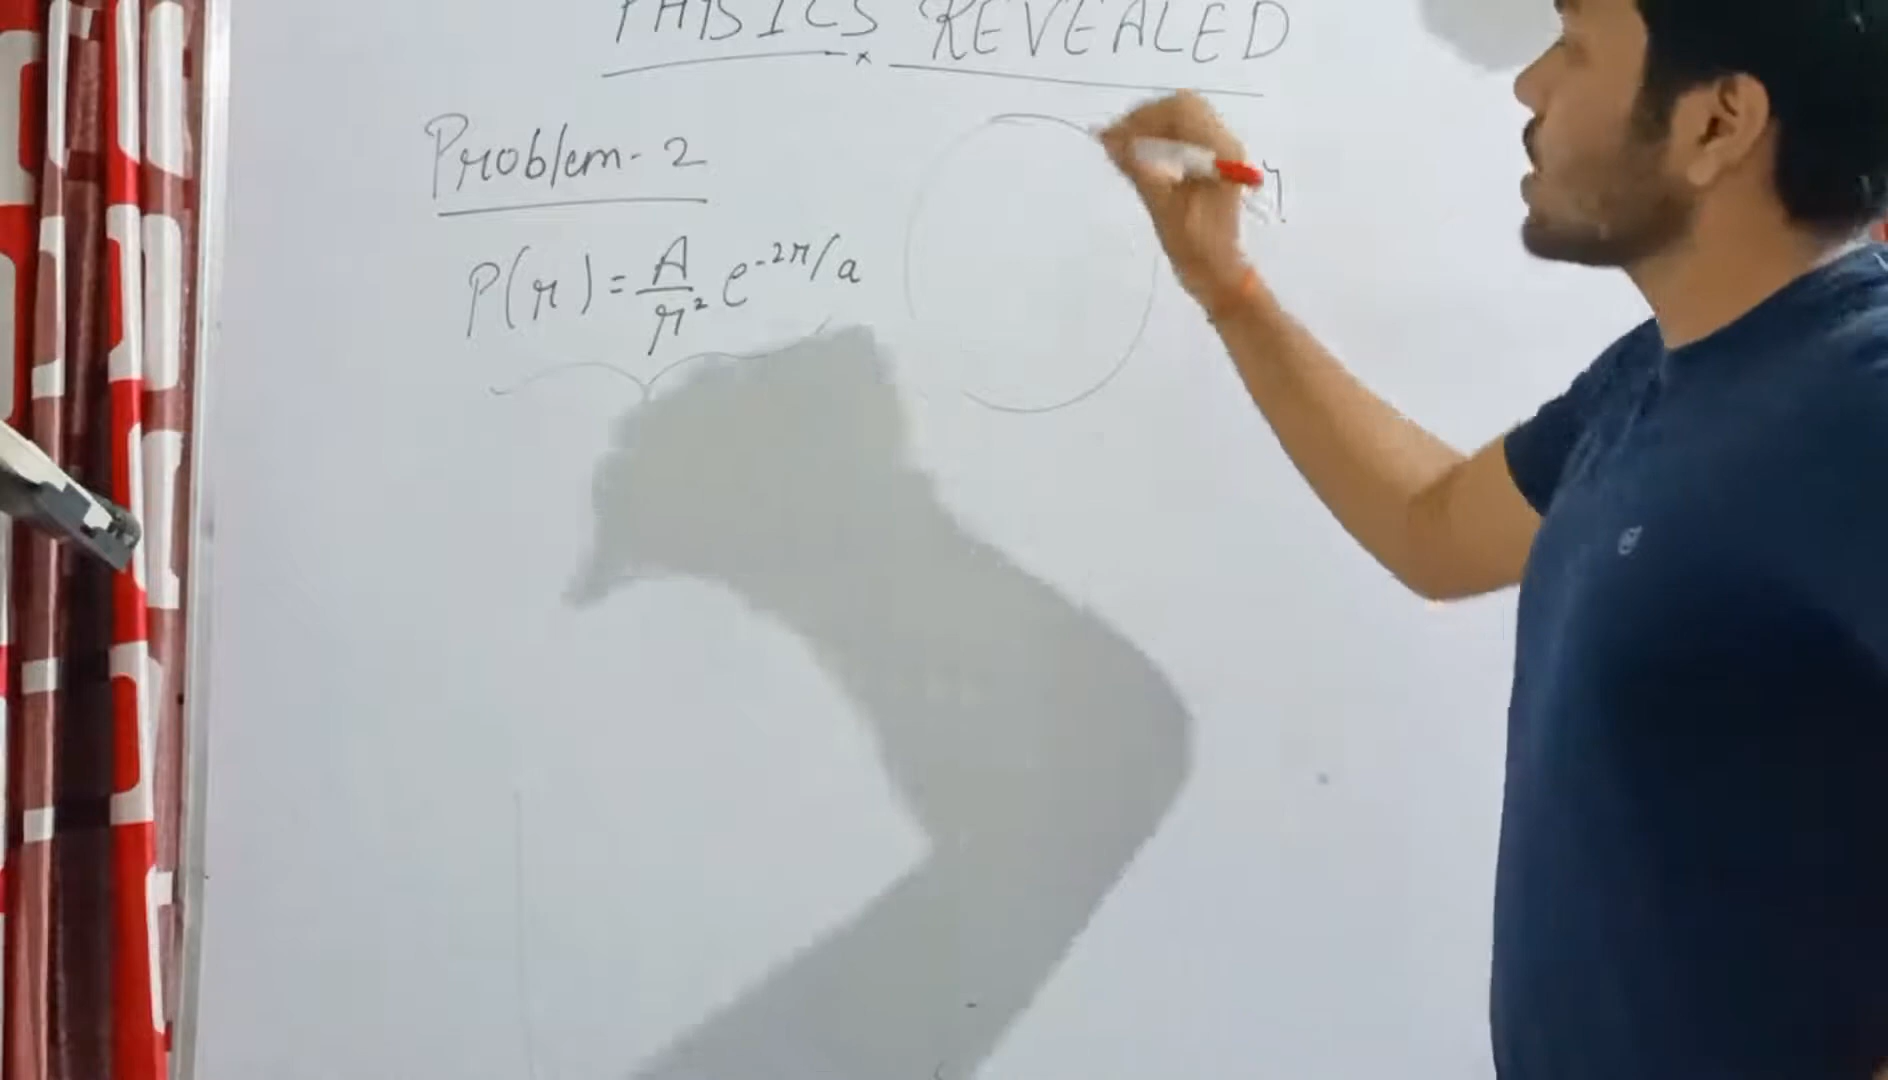 PHYSICS REVEALED
Problem-2
P(r) = A/r² e^-2r/a